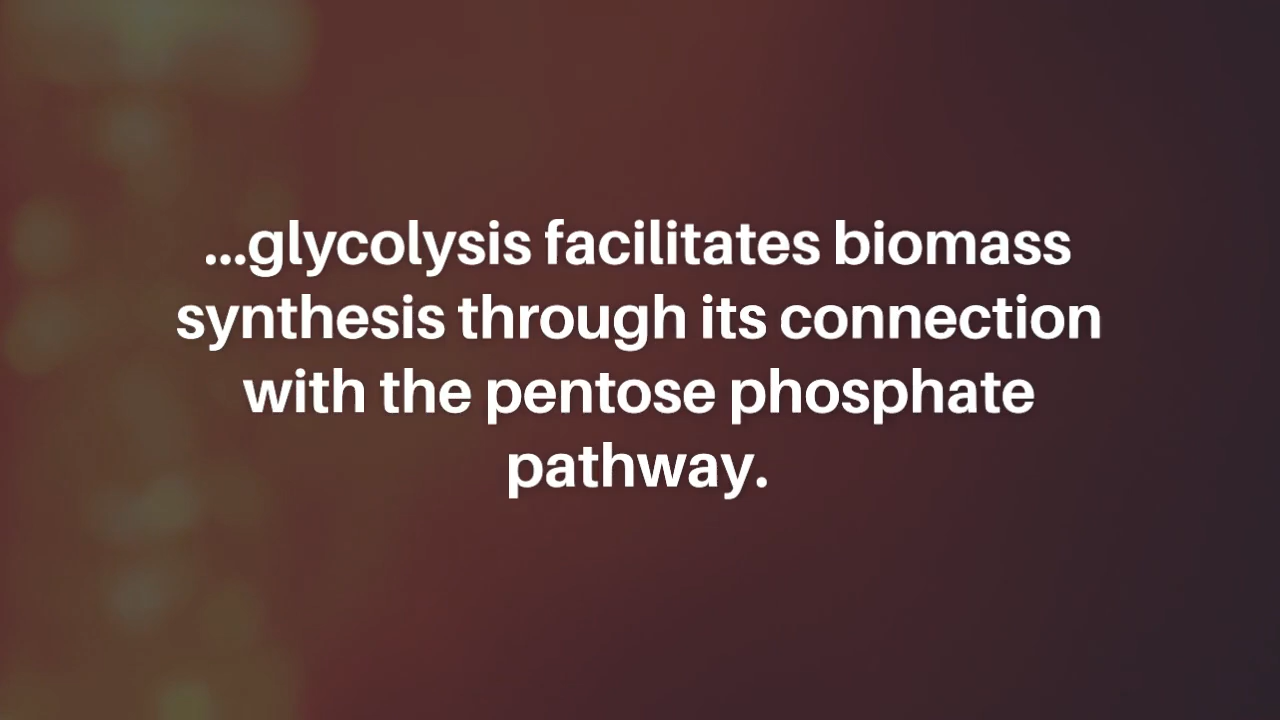 ...glycolysis facilitates biomass
synthesis through its connection
with the pentose phosphate
pathway.